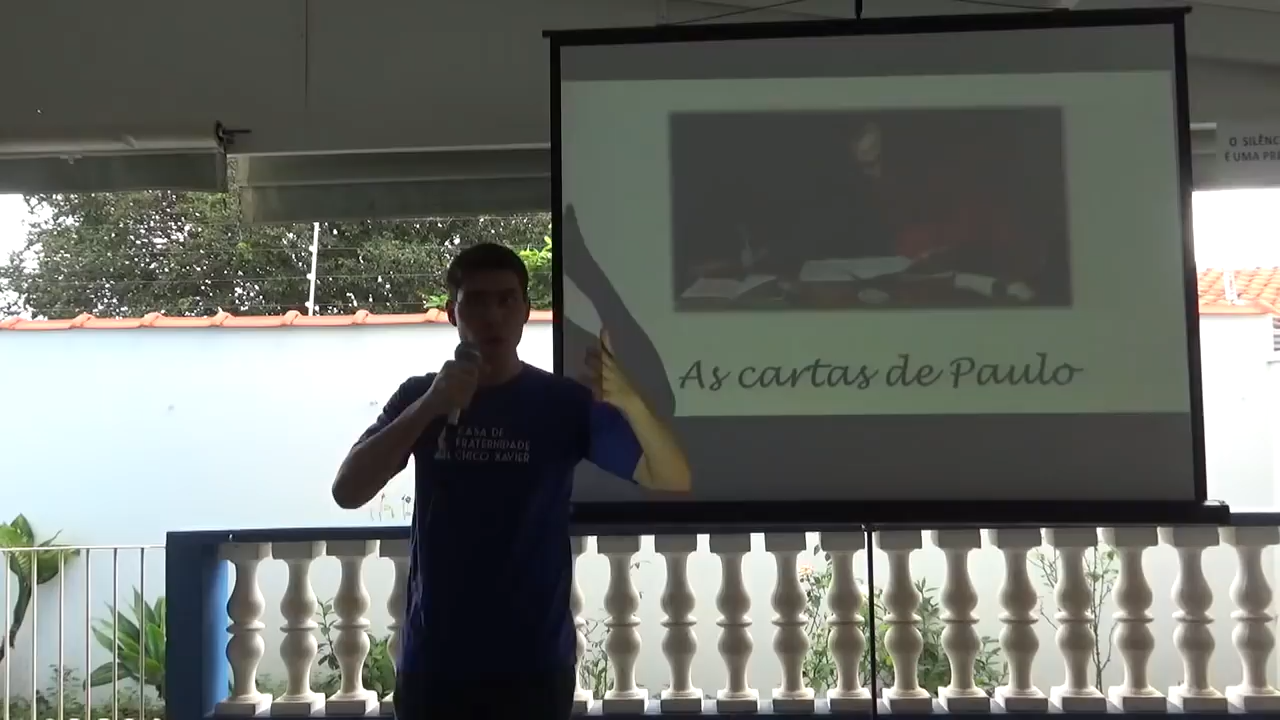 O SILÊNC
É UMA PR
As cartas de Paulo
CASA DE
FRATERNIDADE
CHICO XAVIER